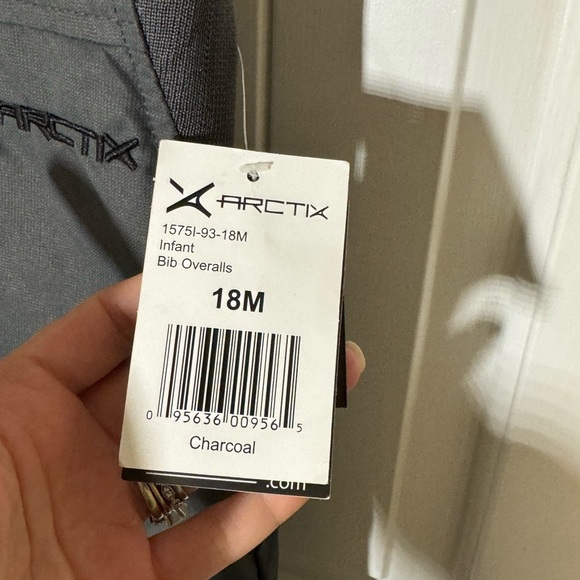 ARCTIX
ARCTIX
1575I-93-18M
Infant
Bib Overalls
18M
0 95636 00956 5
Charcoal
.com